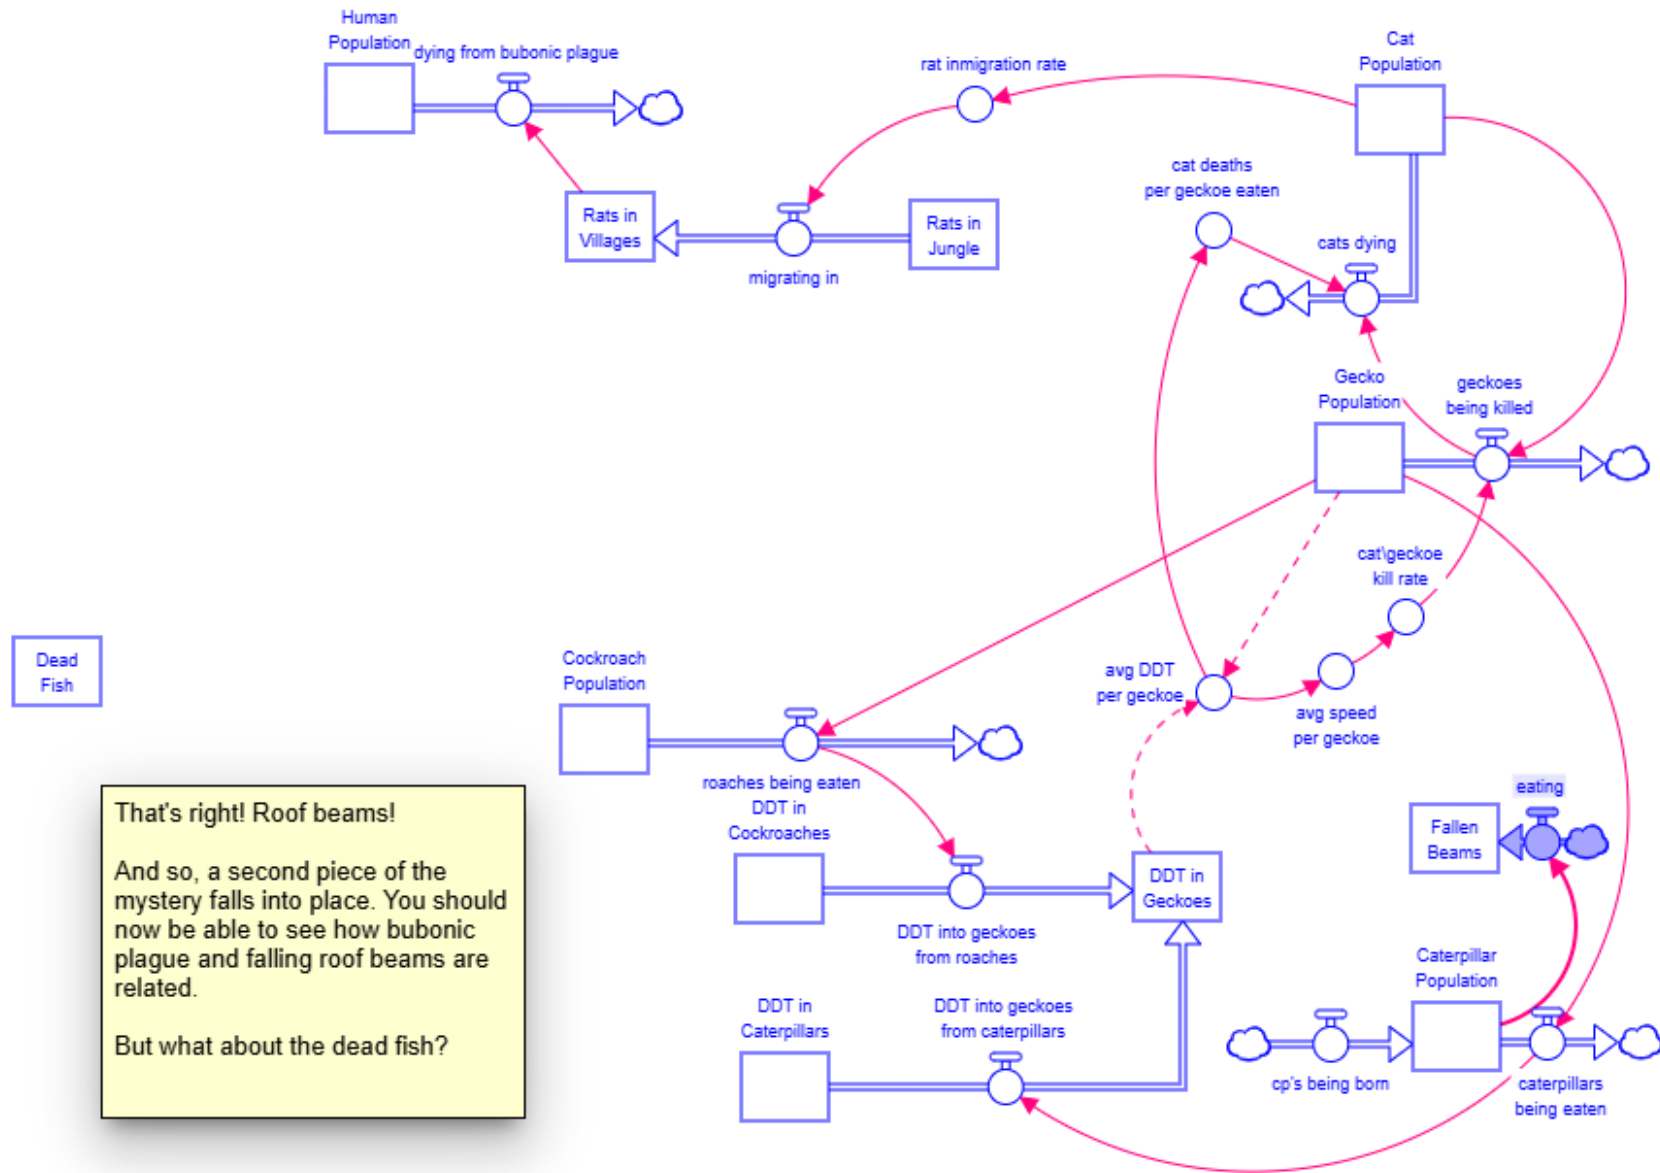 Human
Population
dying from bubonic plague
rat inmigration rate
Cat
Population
cat deaths
per geckoe eaten
Rats in
Villages
Rats in
Jungle
migrating in
cats dying
Gecko
Population
geckoes
being killed
cat\geckoe
kill rate
Dead
Fish
Cockroach
Population
avg DDT
per geckoe
avg speed
per geckoe
roaches being eaten
DDT in
Cockroaches
eating
Fallen
Beams
DDT in
Geckoes
DDT into geckoes
from roaches
Caterpillar
Population
DDT in
Caterpillars
DDT into geckoes
from caterpillars
cp's being born
caterpillars
being eaten
That's right! Roof beams!
And so, a second piece of the
mystery falls into place. You should
now be able to see how bubonic
plague and falling roof beams are
related.
But what about the dead fish?